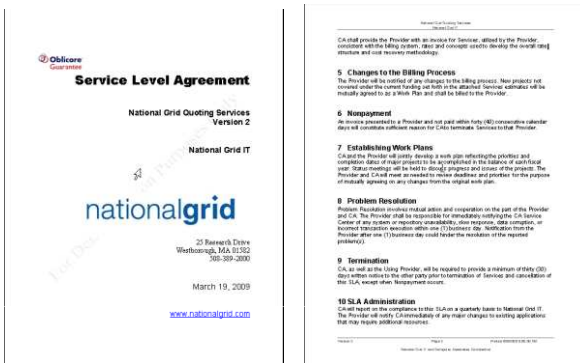 Oblicore
Guarantee
Service Level Agreement
National Grid Quoting Services
Version 2
National Grid IT
nationalgrid
25 Research Drive
Westborough, MA 01582
508-389-2000
March 19, 2009
www.nationalgrid.com
National Grid Quoting Services
National Grid IT
CA shall provide the Provider with an invoice for Services, utilized by the Provider,
consistent with the billing system, rates and concepts used to develop the overall rate
structure and cost recovery methodology.
5 Changes to the Billing Process
The Provider will be notified of any changes to the billing process. New projects not
covered under the current funding set forth in the attached Services estimates will be
mutually agreed to as a Work Plan and shall be billed to the Provider.
6 Nonpayment
An invoice presented to a Provider and not paid within forty (40) consecutive calendar
days will constitute sufficient reason for CA to terminate Services to that Provider.
7 Establishing Work Plans
CA and the Provider will jointly develop a work plan reflecting the priorities and
completion dates of major projects to be accomplished in the balance of each fiscal
year. Status meetings will be held to discuss progress and issues of the projects. The
Provider and CA will meet as needed to review deadlines and priorities for the purpose
of mutually agreeing on any changes from the original work plan.
8 Problem Resolution
Problem Resolution involves mutual action and cooperation on the part of the Provider
and CA. The Provider shall be responsible for immediately notifying the CA Service
Center of any system or repository unavailability, slow response, data corruption, or
incorrect transaction execution within one (1) business day. Notification from the
Provider after one (1) business day could hinder the resolution of the reported
problem(s).
9 Termination
CA, as well as the Using Provider, will be required to provide a minimum of thirty (30)
days written notice to the other party prior to termination of Services and cancellation of
this SLA, except when Nonpayment occurs.
10 SLA Administration
CA will report on the compliance to this SLA on a quarterly basis to National Grid IT.
The Provider will notify CA immediately of any major changes to existing applications
that may require additional resources.